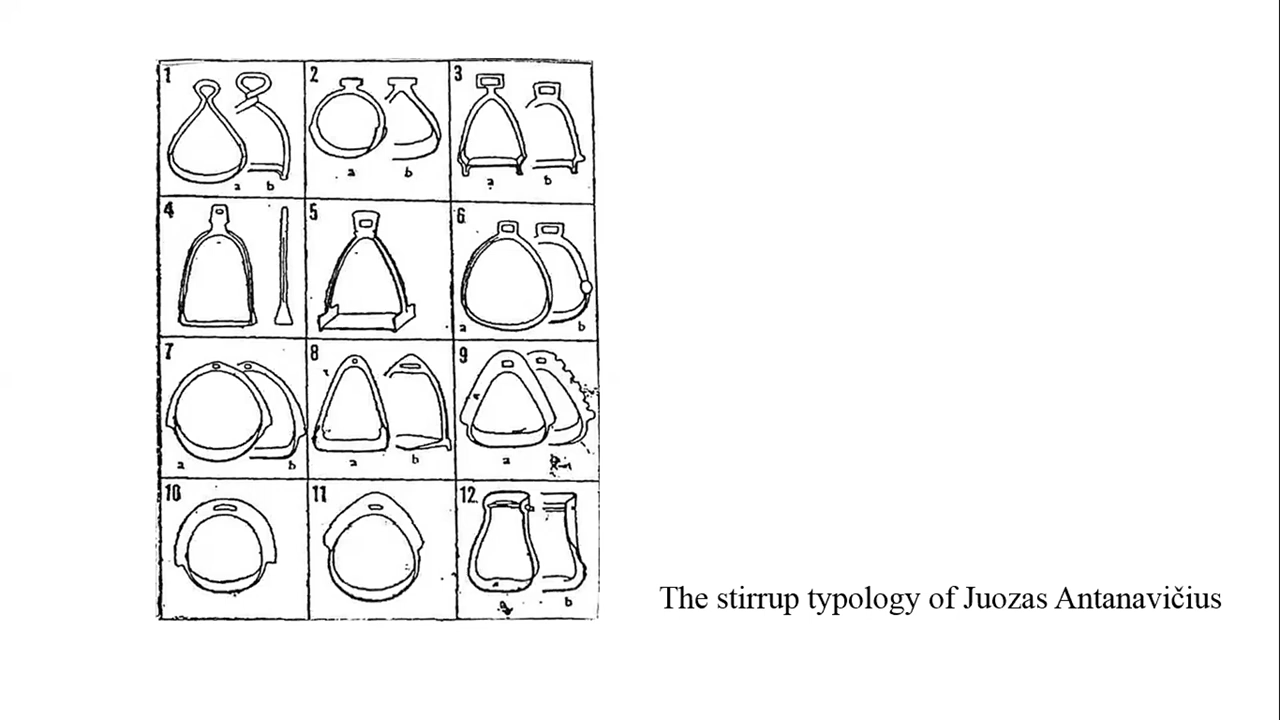 1 2 3
a b a b a b
4 5 6
a b
7 8 9
a b a b a
10 11 12
a b
The stirrup typology of Juozas Antanavičius